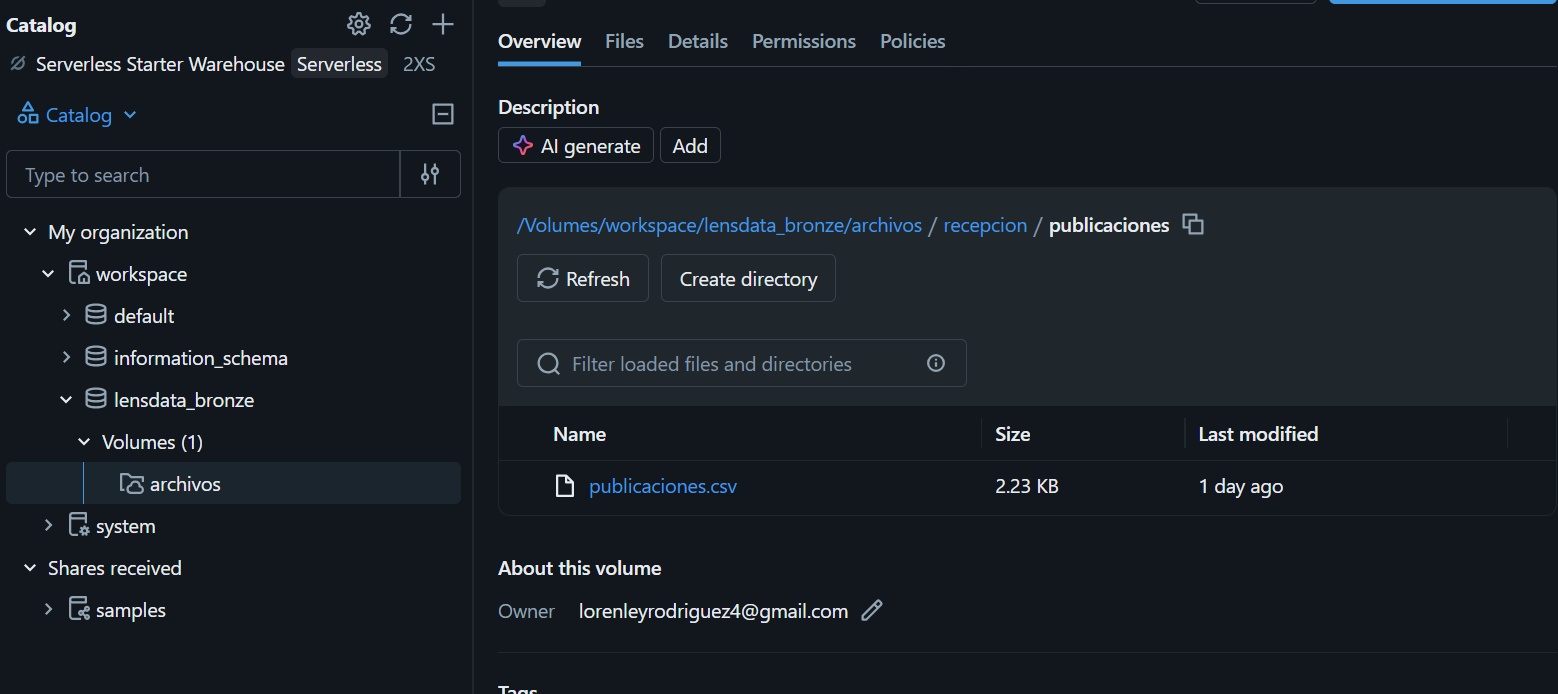 Catalog
Serverless Starter Warehouse Serverless 2XS
Catalog
Type to search
My organization
workspace
default
information_schema
lensdata_bronze
Volumes (1)
archivos
system
Shares received
samples
Overview Files Details Permissions Policies
Description
AI generate Add
/Volumes/workspace/lensdata_bronze/archivos / recepcion / publicaciones
Refresh Create directory
Filter loaded files and directories
Name Size Last modified
publicaciones.csv 2.23 KB 1 day ago
About this volume
Owner lorenleyrodriguez4@gmail.com
Tags